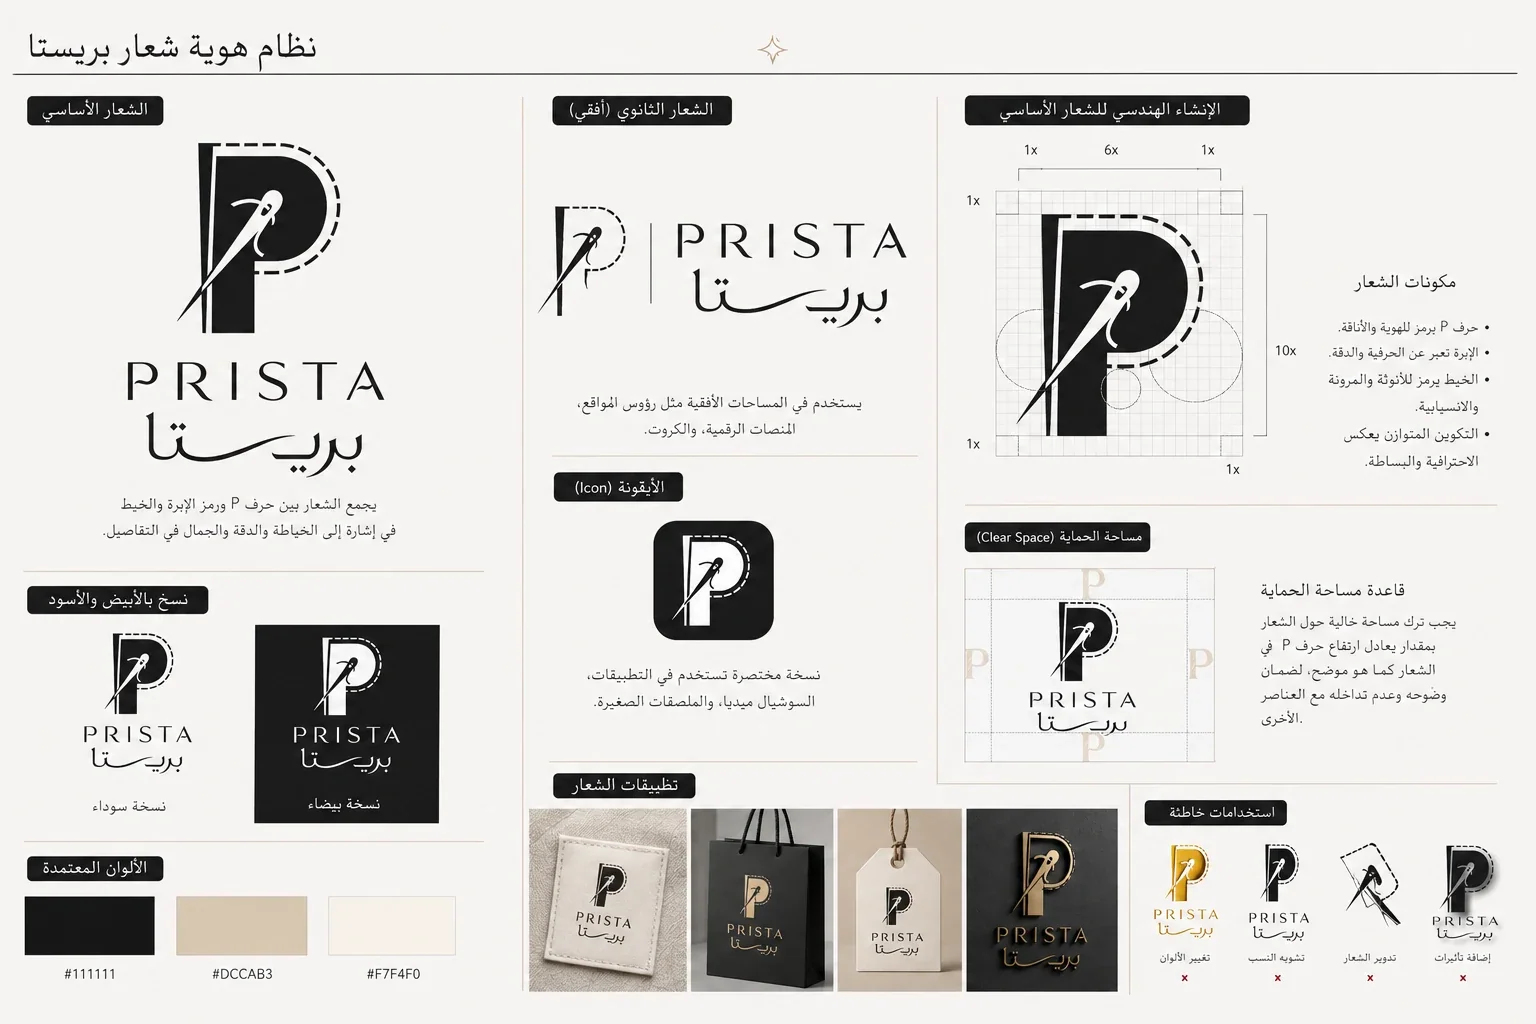 نظام هوية شعار بريستا
الشعار الأساسي
PRISTA
بريستا
يجمع الشعار بين حرف P ورمز الإبرة والخيط
في إشارة إلى الخياطة والدقة والجمال في التفاصيل.
نسخ بالأبيض والأسود
PRISTA
بريستا
نسخة سوداء
PRISTA
بريستا
نسخة بيضاء
الألوان المعتمدة
#111111
#DCCAB3
#F7F4F0
الشعار الثانوي (أفقي)
PRISTA
بريستا
يستخدم في المساحات الأفقية مثل رؤوس المواقع،
المنصات الرقمية، والكروت.
الأيقونة (Icon)
نسخة مختصرة تستخدم في التطبيقات،
السوشيال ميديا، والملصقات الصغيرة.
تظبيقات الشعار
PRISTA
بريستا
PRISTA
بريستا
PRISTA
بريستا
PRISTA
بريستا
الإنشاء الهندسي للشعار الأساسي
1x
6x
1x
1x
10x
1x
1x
مكونات الشعار
• حرف P يرمز للهوية والأناقة.
• الإبرة تعبر عن الحرفية والدقة.
• الخيط يرمز للأنوثة والمرونة
والانسيابية.
• التكوين المتوازن يعكس
الاحترافية والبساطة.
مساحة الحماية (Clear Space)
P
P
P
P
PRISTA
بريستا
قاعدة مساحة الحماية
يجب ترك مساحة خالية حول الشعار
بمقدار يعادل ارتفاع حرف P في
الشعار كما هو موضح، لضمان
وضوحه وعدم تداخله مع العناصر
الأخرى.
استخدامات خاطئة
PRISTA
بريستا
تغيير الألوان
x
PRISTA
بريستا
تشويه النسب
x
تدوير الشعار
x
PRISTA
بريستا
إضافة تأثيرات
x